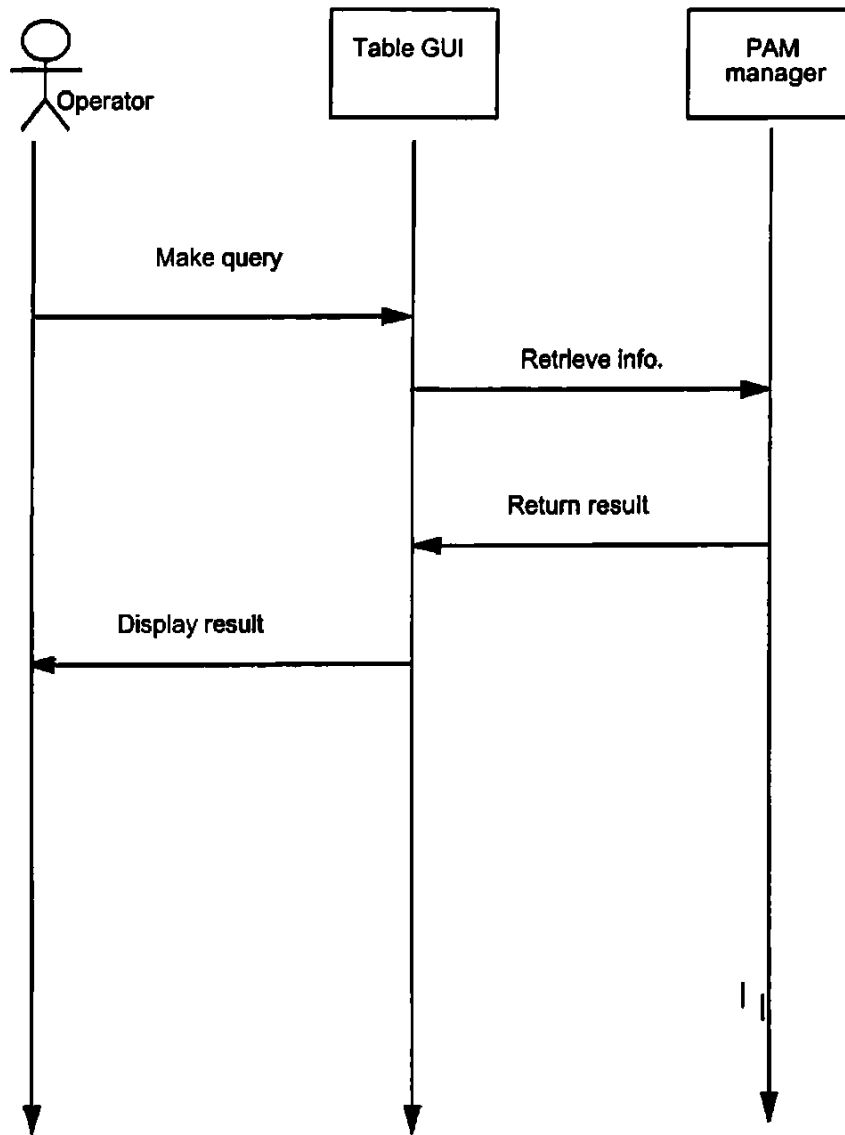 Operator
Table GUI
PAM
manager
Make query
Retrieve info.
Return result
Display result